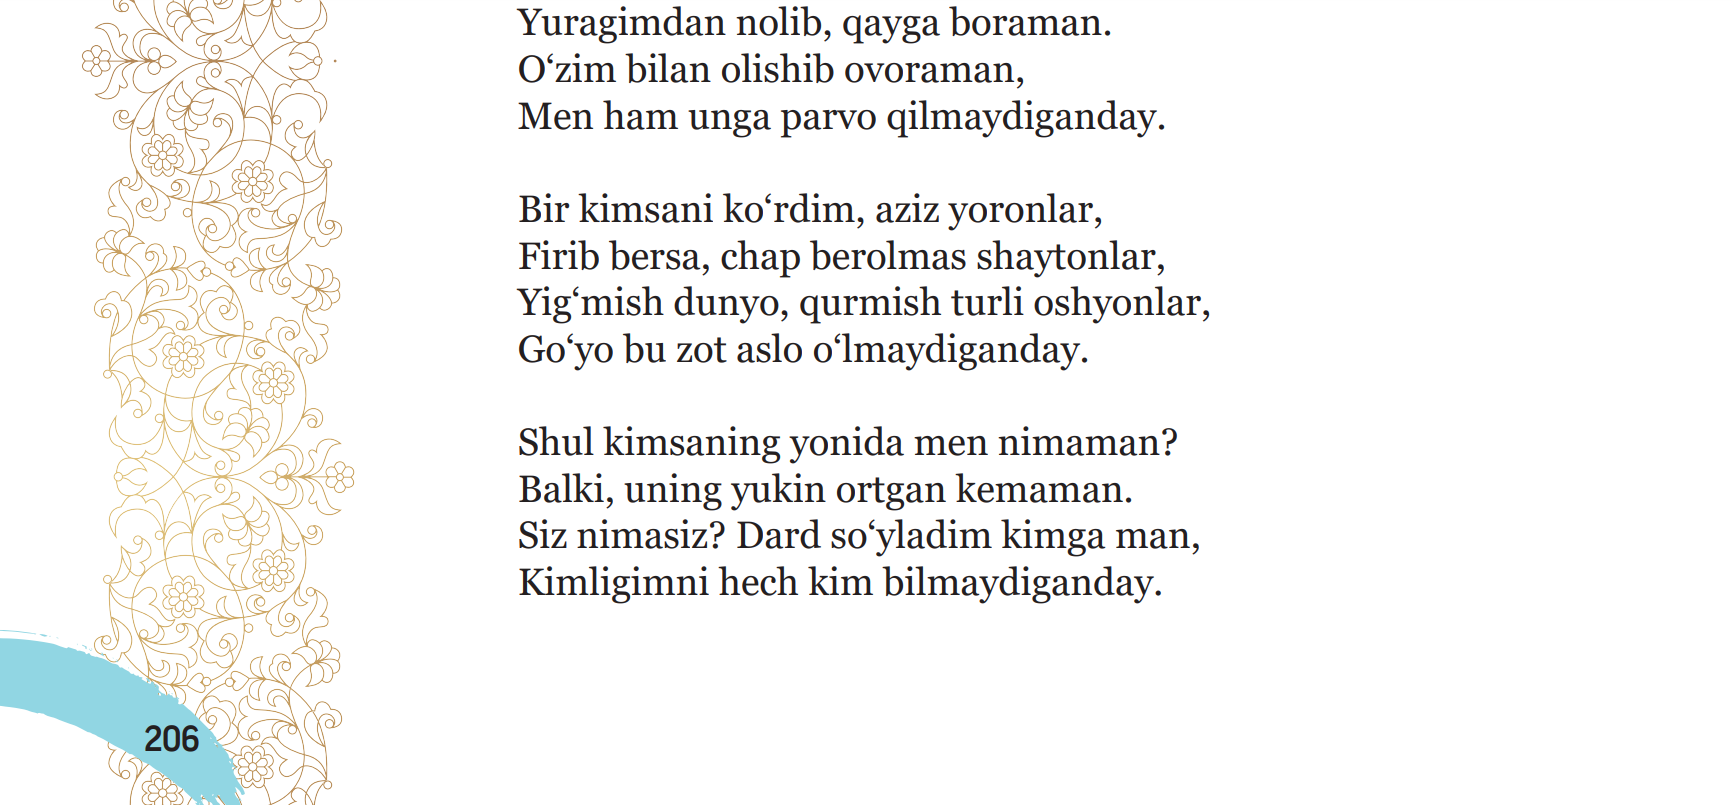 Yuragimdan nolib, qayga boraman.
O‘zim bilan olishib ovoraman,
Men ham unga parvo qilmaydiganday.
Bir kimsani ko‘rdim, aziz yoronlar,
Firib bersa, chap berolmas shaytonlar,
Yig‘mish dunyo, qurmish turli oshyonlar,
Go‘yo bu zot aslo o‘lmaydiganday.
Shul kimsaning yonida men nimaman?
Balki, uning yukin ortgan kemaman.
Siz nimasiz? Dard so‘yladim kimga man,
Kimligimni hech kim bilmaydiganday.
206